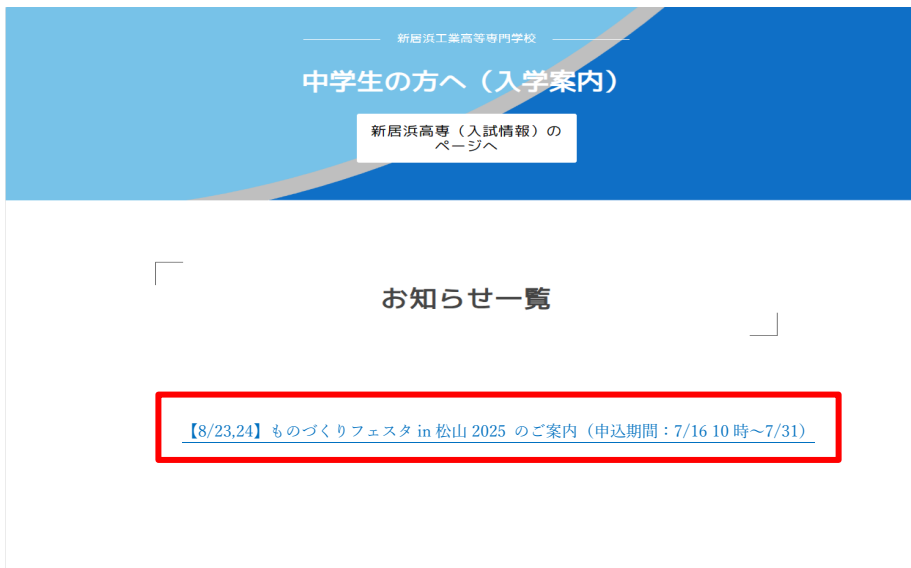 新居浜工業高等専門学校
中学生の方へ（入学案内）
新居浜高専（入試情報）の
ページへ
お知らせ一覧
【8/23,24】ものづくりフェスタ in 松山 2025 のご案内（申込期間：7/16 10 時～7/31）